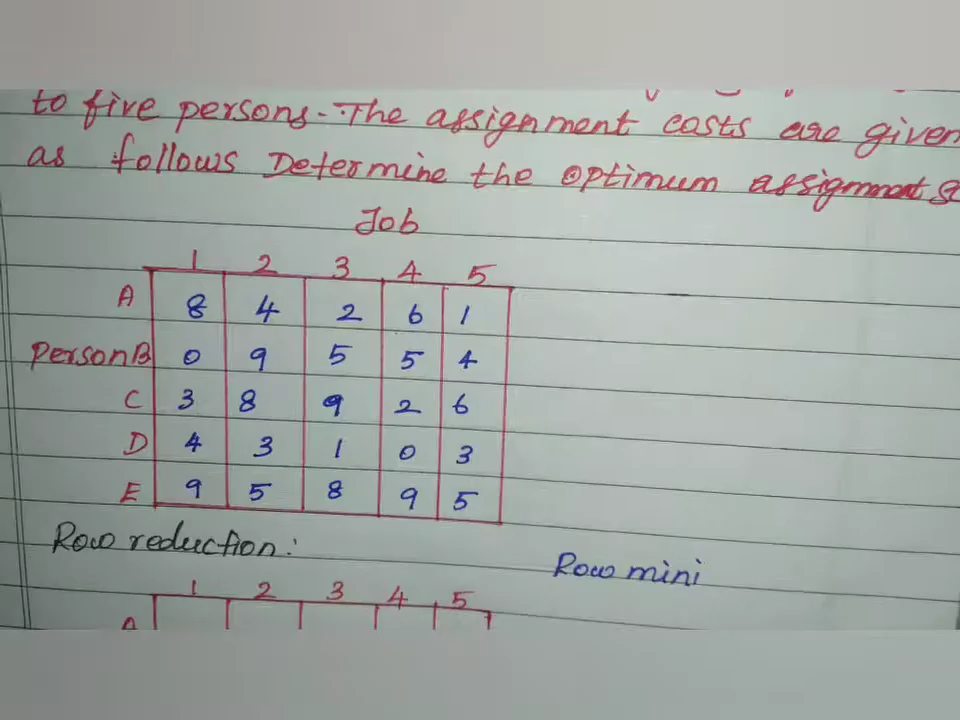 to five persons. The assignment costs are given
as follows Determine the optimum assignment
Job
1 2 3 4 5
A 8 4 2 6 1
Person B 0 9 5 5 4
C 3 8 9 2 6
D 4 3 1 0 3
E 9 5 8 9 5
Row reduction:
Row mini
1 2 3 4 5
A